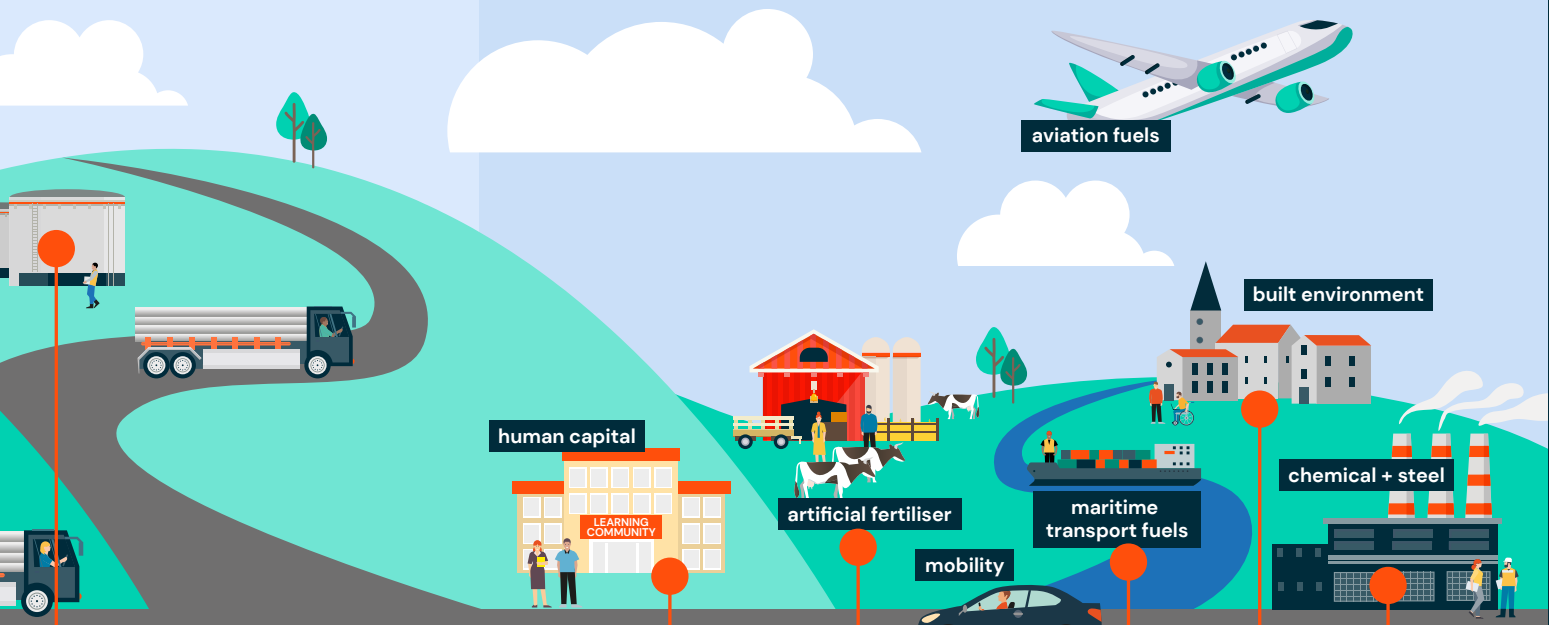 aviation fuels
built environment
human capital
chemical + steel
LEARNING
COMMUNITY
artificial fertiliser
maritime
transport fuels
mobility